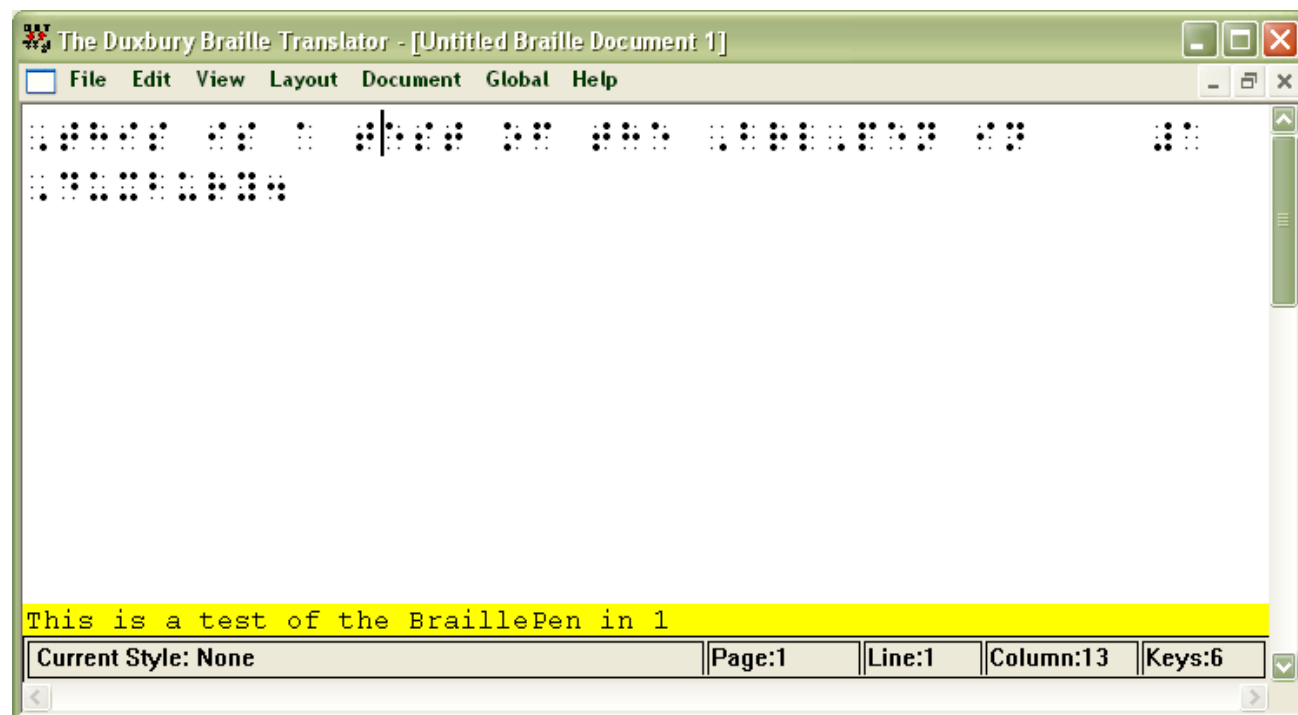 The Duxbury Braille Translator - [Untitled Braille Document 1]
File Edit View Layout Document Global Help
⠠⠞⠓⠊⠎ ⠊⠎ ⠁ ⠞⠑⠎⠞ ⠕⠋ ⠞⠓⠑ ⠠⠃⠗⠇⠠⠏⠑⠝ ⠊⠝ ⠼⠁
⠠⠙⠥⠭⠃⠥⠗⠽⠲
This is a test of the BraillePen in 1
Current Style: None Page:1 Line:1 Column:13 Keys:6